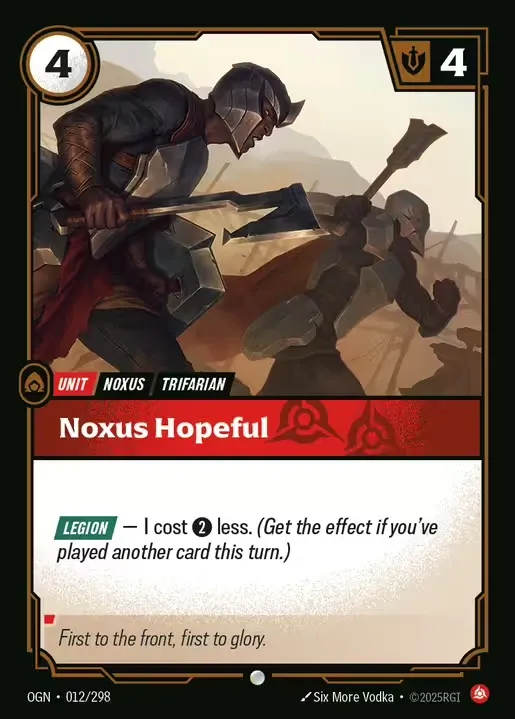 4
4
UNIT NOXUS TRIFARIAN
Noxus Hopeful
LEGION — I cost 2 less. (Get the effect if you've
played another card this turn.)
First to the front, first to glory.
OGN • 012/298
Six More Vodka • ©2025RGI